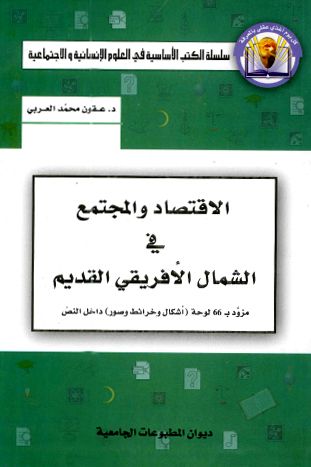 سلسلة الكتب الأساسية في العلوم الإنسانية والاجتماعية
د. عقون محمد العربي
الاقتصاد والمجتمع
في
الشمال الأفريقي القديم
مزوّد بـ 66 لوحة (أشكال وخرائط وصور) داخل النصّ
ديوان المطبوعات الجامعية